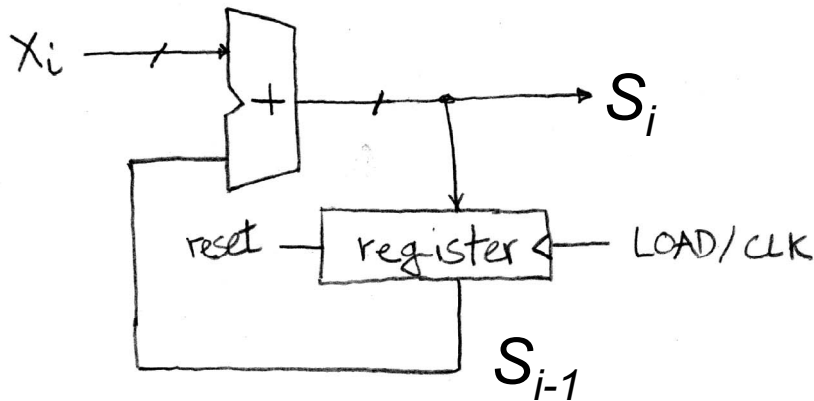 Xi
+
Si
reset
register
LOAD/CLK
Si-1